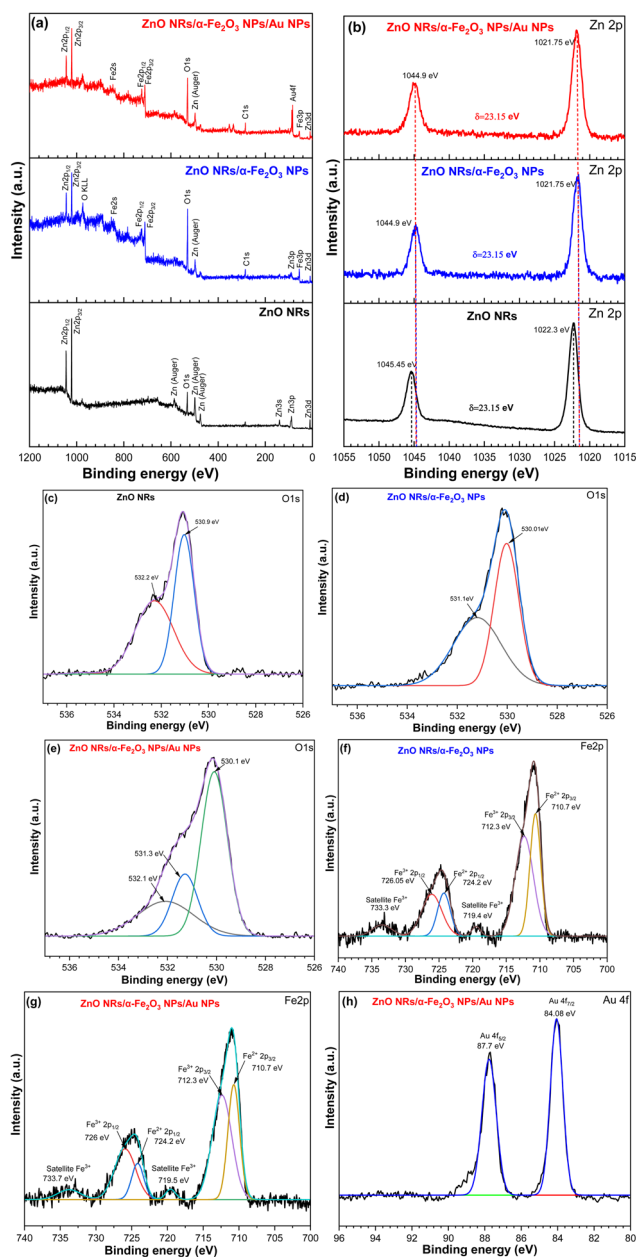 (a)
ZnO NRs/α-Fe₂O₃ NPs/Au NPs
Zn2p₁/₂
Zn2p₃/₂
Fe2s
Fe2p₁/₂
Fe2p₃/₂
O1s
Zn (Auger)
C1s
Au4f
Fe3p
Zn3d
ZnO NRs/α-Fe₂O₃ NPs
Zn2p₁/₂
Zn2p₃/₂
O KLL
Fe2s
Fe2p₁/₂
Fe2p₃/₂
O1s
Zn (Auger)
C1s
Zn3p
Fe3p
Zn3d
ZnO NRs
Zn2p₁/₂
Zn2p₃/₂
Zn (Auger)
O1s
Zn (Auger)
Zn (Auger)
Zn3s
Zn3p
Zn3d
Intensity (a.u.)
1200 1000 800 600 400 200 0
Binding energy (eV)
(b)
ZnO NRs/α-Fe₂O₃ NPs/Au NPs
Zn 2p
1021.75 eV
1044.9 eV
δ=23.15 eV
ZnO NRs/α-Fe₂O₃ NPs
Zn 2p
1021.75 eV
1044.9 eV
δ=23.15 eV
ZnO NRs
Zn 2p
1022.3 eV
1045.45 eV
δ=23.15 eV
Intensity (a.u.)
1055 1050 1045 1040 1035 1030 1025 1020 1015
Binding energy (eV)
(c)
ZnO NRs
O1s
530.9 eV
532.2 eV
Intensity (a.u.)
536 534 532 530 528 526
Binding energy (eV)
(d)
ZnO NRs/α-Fe₂O₃ NPs
O1s
530.01eV
531.1eV
Intensity (a.u.)
536 534 532 530 528 526
Binding energy (eV)
(e)
ZnO NRs/α-Fe₂O₃ NPs/Au NPs
O1s
530.1 eV
531.3 eV
532.1 eV
Intensity (a.u.)
536 534 532 530 528 526
Binding energy (eV)
(f)
ZnO NRs/α-Fe₂O₃ NPs
Fe2p
Fe²⁺ 2p₃/₂
710.7 eV
Fe³⁺ 2p₃/₂
712.3 eV
Fe³⁺ 2p₁/₂
726.05 eV
Fe²⁺ 2p₁/₂
724.2 eV
Satellite Fe³⁺
733.3 eV
Satellite Fe³⁺
719.4 eV
Intensity (a.u.)
740 735 730 725 720 715 710 705 700
Binding energy (eV)
(g)
ZnO NRs/α-Fe₂O₃ NPs/Au NPs
Fe2p
Fe²⁺ 2p₃/₂
710.7 eV
Fe³⁺ 2p₃/₂
712.3 eV
Fe³⁺ 2p₁/₂
726 eV
Fe²⁺ 2p₁/₂
724.2 eV
Satellite Fe³⁺
733.7 eV
Satellite Fe³⁺
719.5 eV
Intensity (a.u.)
740 735 730 725 720 715 710 705 700
Binding energy (eV)
(h)
ZnO NRs/α-Fe₂O₃ NPs/Au NPs
Au 4f
Au 4f₇/₂
84.08 eV
Au 4f₅/₂
87.7 eV
Intensity (a.u.)
96 94 92 90 88 86 84 82 80
Binding energy (eV)